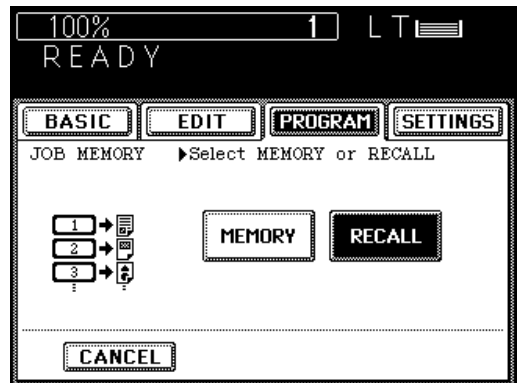 100% 1 LT
READY
BASIC EDIT PROGRAM SETTINGS
JOB MEMORY ▶Select MEMORY or RECALL
1
MEMORY RECALL
2
3
CANCEL